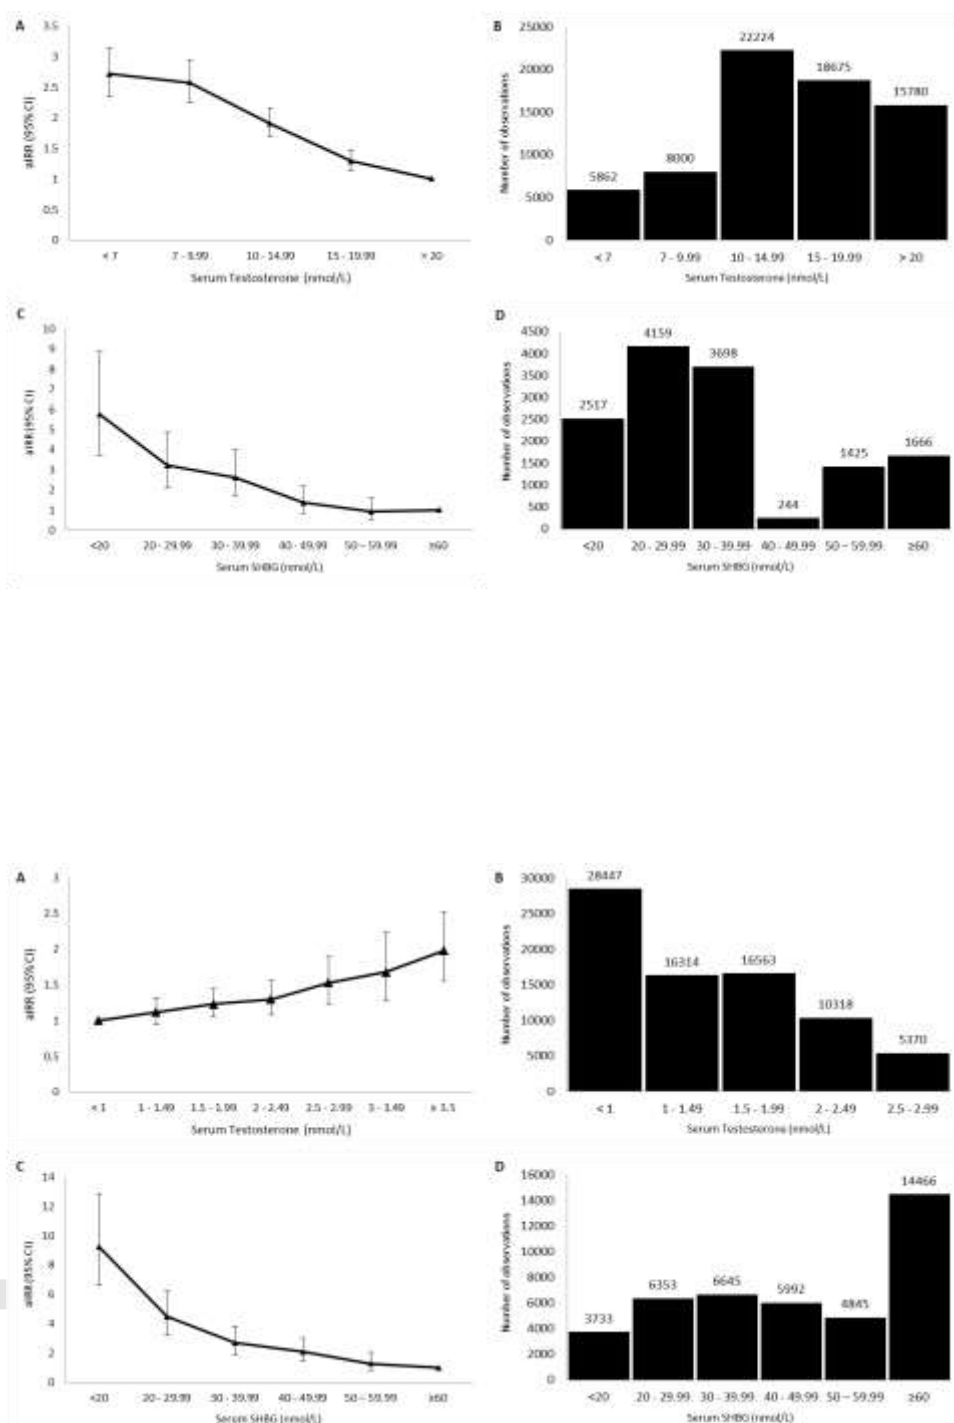 A
3.5
3
2.5
2
1.5
1
0.5
0
aIRR (95% CI)
< 7 7 - 9.99 10 - 14.99 15 - 19.99 > 20
Serum Testosterone (nmol/L)
B
25000
20000
15000
10000
5000
0
Number of observations
5862 8000 22224 18675 15780
< 7 7 - 9.99 10 - 14.99 15 - 19.99 > 20
Serum Testosterone (nmol/L)
C
10
9
8
7
6
5
4
3
2
1
0
aIRR (95% CI)
<20 20 - 29.99 30 - 39.99 40 - 49.99 50 – 59.99 ≥60
Serum SHBG (nmol/L)
D
4500
4000
3500
3000
2500
2000
1500
1000
500
0
Number of observations
2517 4159 3698 244 1425 1666
<20 20 - 29.99 30 - 39.99 40 - 49.99 50 – 59.99 ≥60
Serum SHBG (nmol/L)
A
3
2.5
2
1.5
1
0.5
0
aIRR (95% CI)
< 1 1 - 1.49 1.5 - 1.99 2 - 2.49 2.5 - 2.99
Serum Testosterone (nmol/L)
B
30000
25000
20000
15000
10000
5000
0
Number of observations
28447 16314 16563 10318 5370
< 1 1 - 1.49 1.5 - 1.99 2 - 2.49 2.5 - 2.99
Serum Testosterone (nmol/L)
C
14
12
10
8
6
4
2
0
aIRR (95% CI)
<20 20 - 29.99 30 - 39.99 40 - 49.99 50 – 59.99 ≥60
Serum SHBG (nmol/L)
D
16000
14000
12000
10000
8000
6000
4000
2000
0
Number of observations
3733 6353 6645 5992 4845 14466
<20 20 - 29.99 30 - 39.99 40 - 49.99 50 – 59.99 ≥60
Serum SHBG (nmol/L)